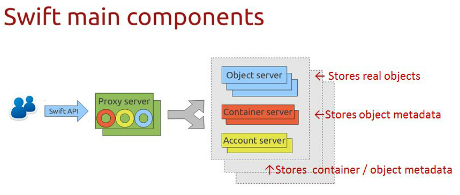 Swift main components
Object server
← Stores real objects
Proxy server
Swift API
Container server
←Stores object metadata
Account server
↑Stores container / object metadata